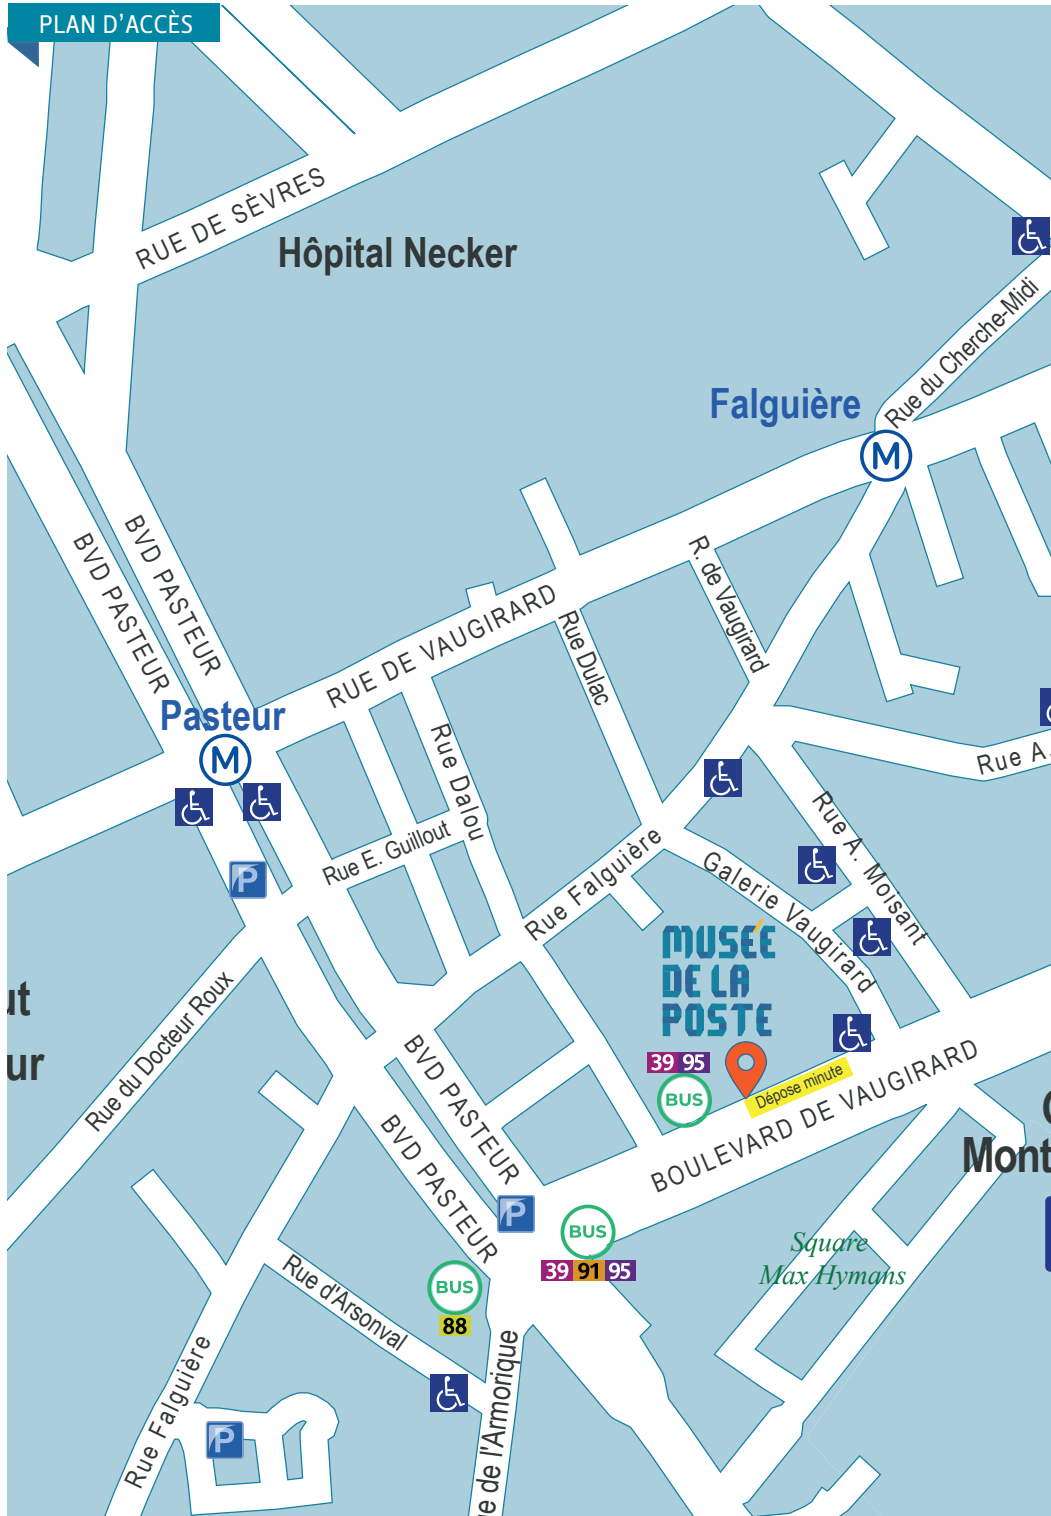 PLAN D'ACCÈS
RUE DE SÈVRES
Hôpital Necker
Rue du Cherche-Midi
Falguière
M
BVD PASTEUR
BVD PASTEUR
R. de Vaugirard
RUE DE VAUGIRARD
Rue Dulac
Pasteur
M
Rue Dalou
Rue A.
Rue E. Guillout
P
Rue Falguière
Galerie Vaugirard
Rue A. Moisant
MUSÉE
DE LA
POSTE
ut
ur
Rue du Docteur Roux
39 95
BUS
Dépose minute
BOULEVARD DE VAUGIRARD
BVD PASTEUR
BVD PASTEUR
Mont
P
BUS
39 91 95
Square
Max Hymans
Rue d'Arsonval
BUS
88
Rue Falguière
P
e de l'Armorique